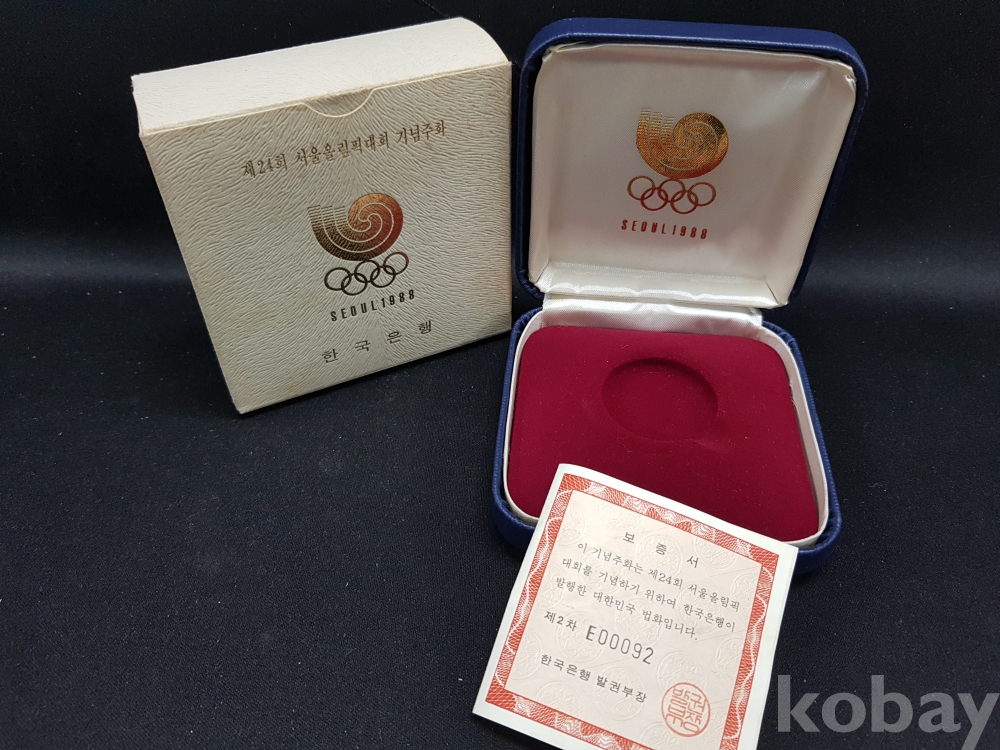 제24회 서울올림픽대회 기념주화
SEOUL1988
한국은행
SEOUL1988
보증서
이 기념주화는 제24회 서울올림픽
대회를 기념하기 위하여 한국은행이
발행한 대한민국 법화입니다.
제2차 E00092
한국은행 발권부장
발권
부장
kobay